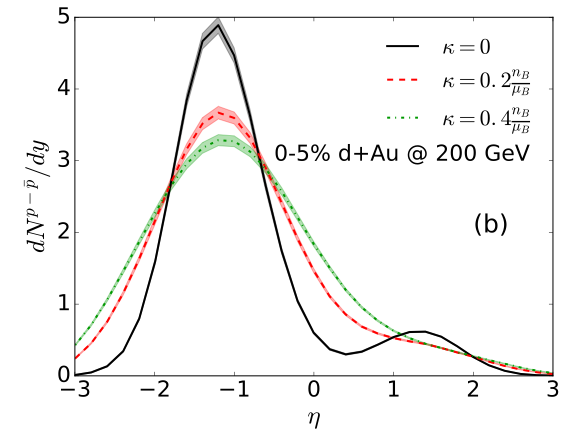 5
4
3
2
1
0
dN^{p−p̄}/dy
κ = 0
κ = 0.2 n_B/μ_B
κ = 0.4 n_B/μ_B
0-5% d+Au @ 200 GeV
(b)
−3 −2 −1 0 1 2 3
η